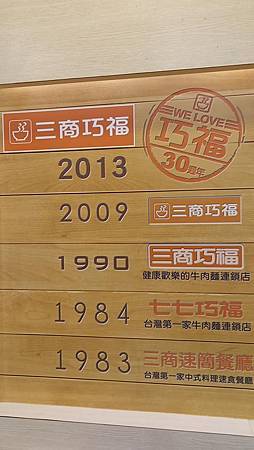 三商巧福
WE LOVE
巧福
30週年
2013
2009
三商巧福
1990
三商巧福
健康歡樂的牛肉麵連鎖店
1984
七七巧福
台灣第一家牛肉麵連鎖店
1983
三商速簡餐廳
台灣第一家中式料理速食餐廳